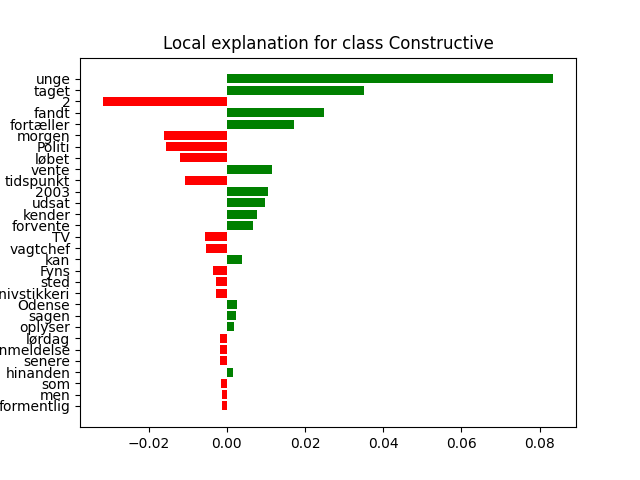 Local explanation for class Constructive
unge
taget
2
fandt
fortæller
morgen
Politi
løbet
vente
tidspunkt
2003
udsat
kender
forvente
TV
vagtchef
kan
Fyns
sted
nivstikkeri
Odense
sagen
oplyser
lørdag
nmeldelse
senere
hinanden
som
men
formentlig
−0.02 0.00 0.02 0.04 0.06 0.08